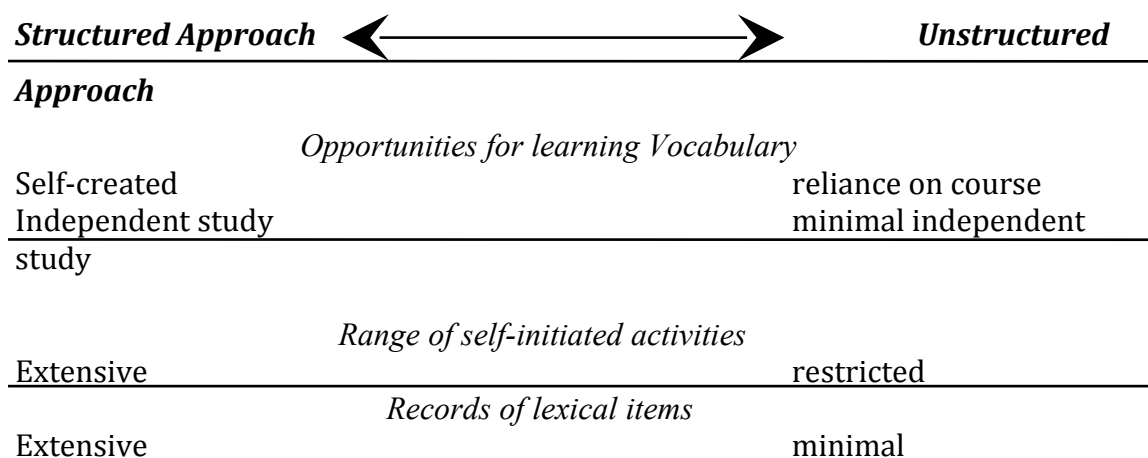 Structured Approach Unstructured
Approach
Opportunities for learning Vocabulary
Self-created reliance on course
Independent study minimal independent
study
Range of self-initiated activities
Extensive restricted
Records of lexical items
Extensive minimal